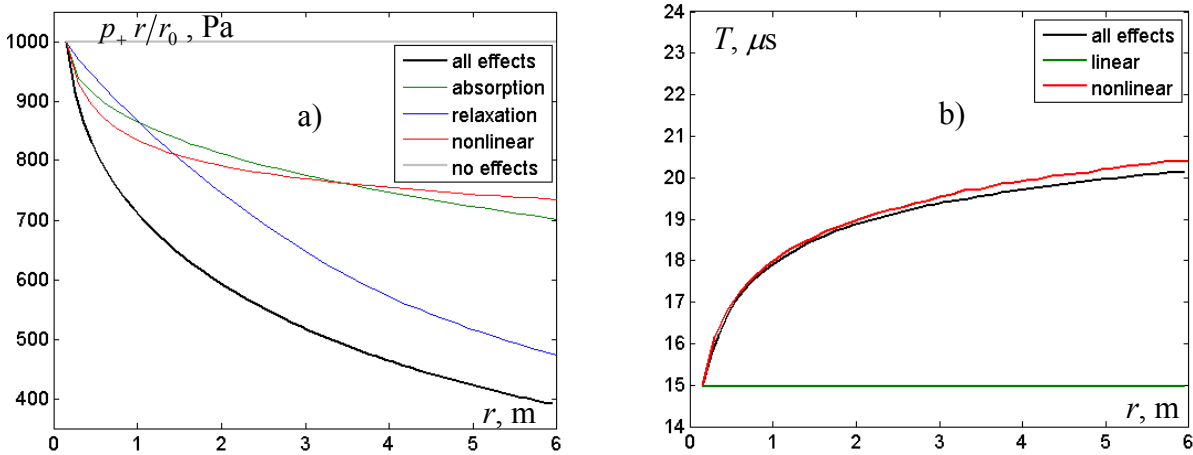 p₊ r/r₀ , Pa
1000
900
800
700
600
500
400
0
1
2
3
4
5
6
r, m
a)
all effects
absorption
relaxation
nonlinear
no effects
T, μs
24
23
22
21
20
19
18
17
16
15
14
0
1
2
3
4
5
6
r, m
b)
all effects
linear
nonlinear